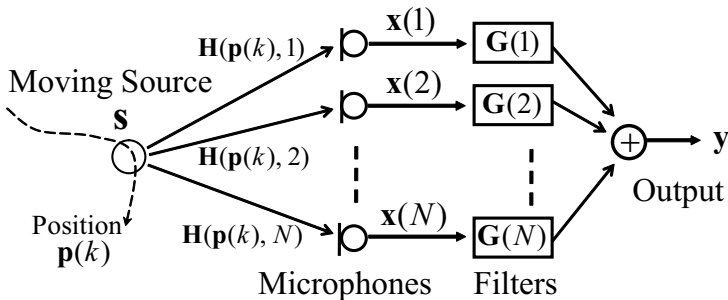 H(p(k), 1)
x(1)
G(1)
Moving Source
s
x(2)
G(2)
H(p(k), 2)
+
y
Output
Position
p(k)
H(p(k), N)
x(N)
G(N)
Microphones
Filters